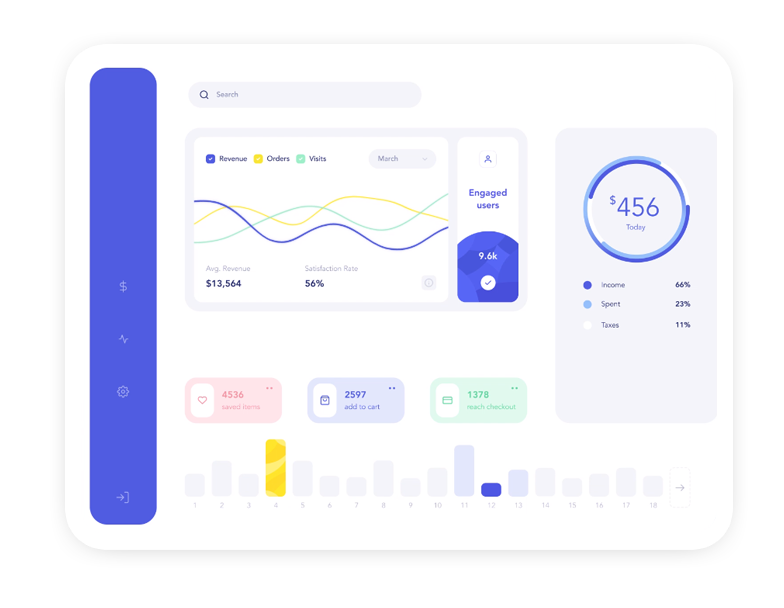 Search
Revenue Orders Visits
March
Avg. Revenue
Satisfaction Rate
$13,564
56%
Engaged
users
9.6k
$456
Today
income 66%
Spent 23%
Taxes 11%
4536
saved items
2597
add to cart
1378
reach checkout
1 2 3 4 5 6 7 8 9 10 11 12 13 14 15 16 17 18